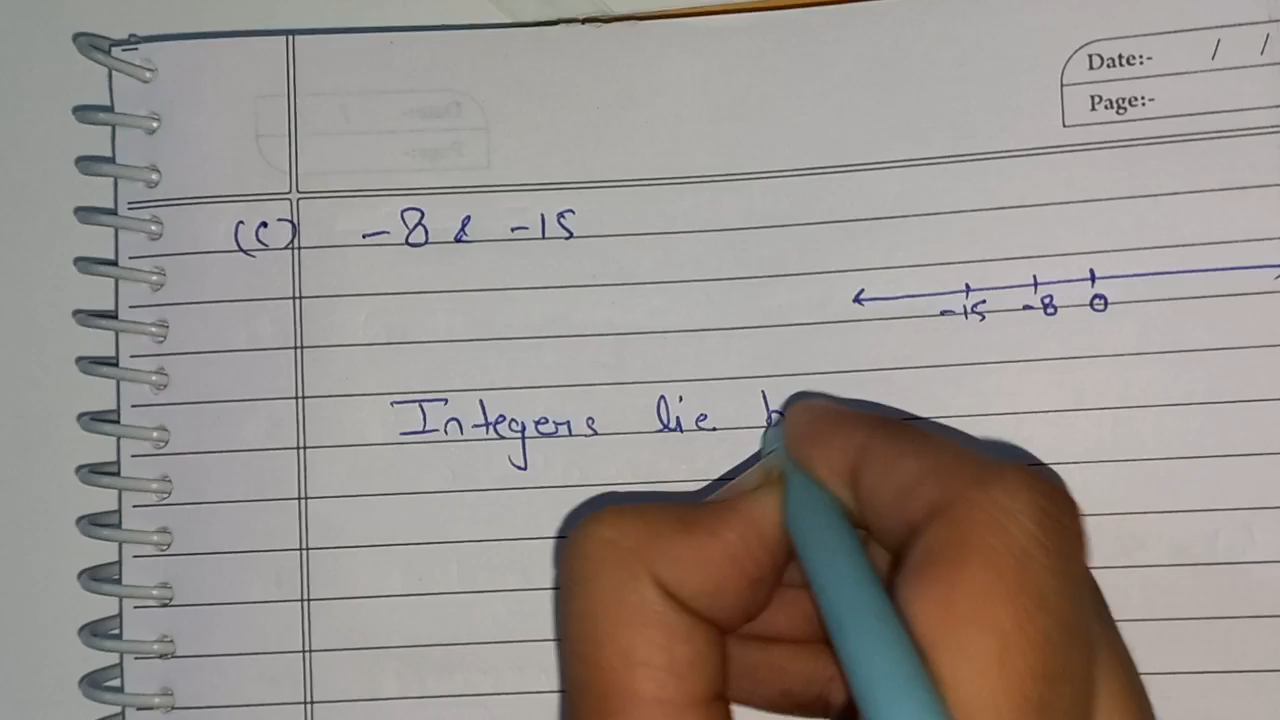 Date:- / /
Page:-
(c) -8 & -15
-15 -8 0
Integers lie b